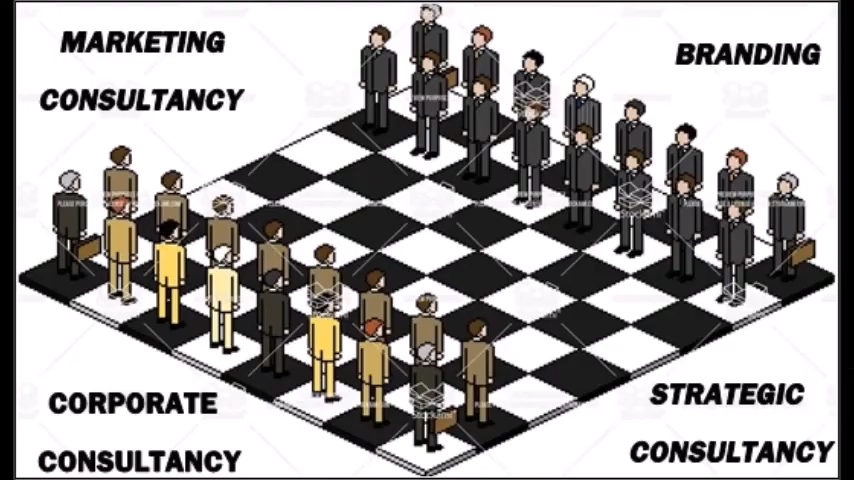 MARKETING
CONSULTANCY
BRANDING
CORPORATE
CONSULTANCY
STRATEGIC
CONSULTANCY